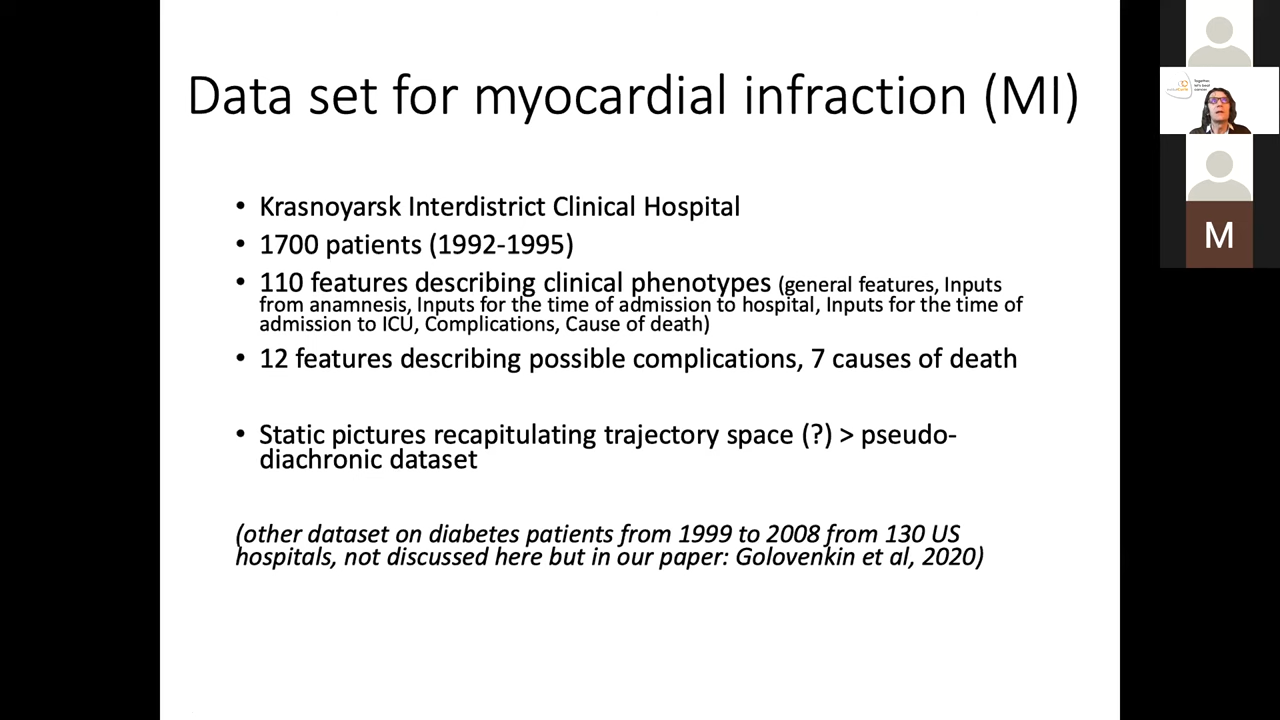 Data set for myocardial infraction (MI)
• Krasnoyarsk Interdistrict Clinical Hospital
• 1700 patients (1992-1995)
• 110 features describing clinical phenotypes (general features, Inputs
from anamnesis, Inputs for the time of admission to hospital, Inputs for the time of
admission to ICU, Complications, Cause of death)
• 12 features describing possible complications, 7 causes of death
• Static pictures recapitulating trajectory space (?) > pseudo-
diachronic dataset
(other dataset on diabetes patients from 1999 to 2008 from 130 US
hospitals, not discussed here but in our paper: Golovenkin et al, 2020)
Together,
M